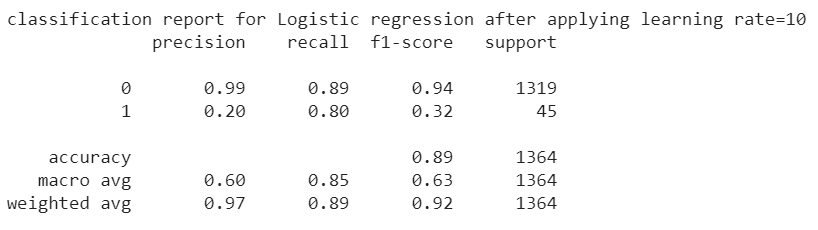 classification report for Logistic regression after applying learning rate=10
precision recall f1-score support
0 0.99 0.89 0.94 1319
1 0.20 0.80 0.32 45
accuracy 0.89 1364
macro avg 0.60 0.85 0.63 1364
weighted avg 0.97 0.89 0.92 1364